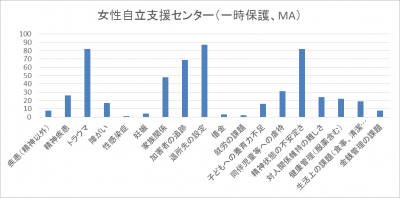 女性自立支援センター(一時保護、MA)
100
90
80
70
60
50
40
30
20
10
0
疾患(精神以外)
精神疾患
トラウマ
障がい
性感染症
妊娠
家族関係
加害者の追跡
退所先の設定
借金
就労の課題
子どもへの養育力不足
同伴児童等への虐待
精神状態の不安定さ
対人関係維持の難しさ
健康管理(服薬含む)
生活上の課題(食事、清潔…
金銭管理の課題